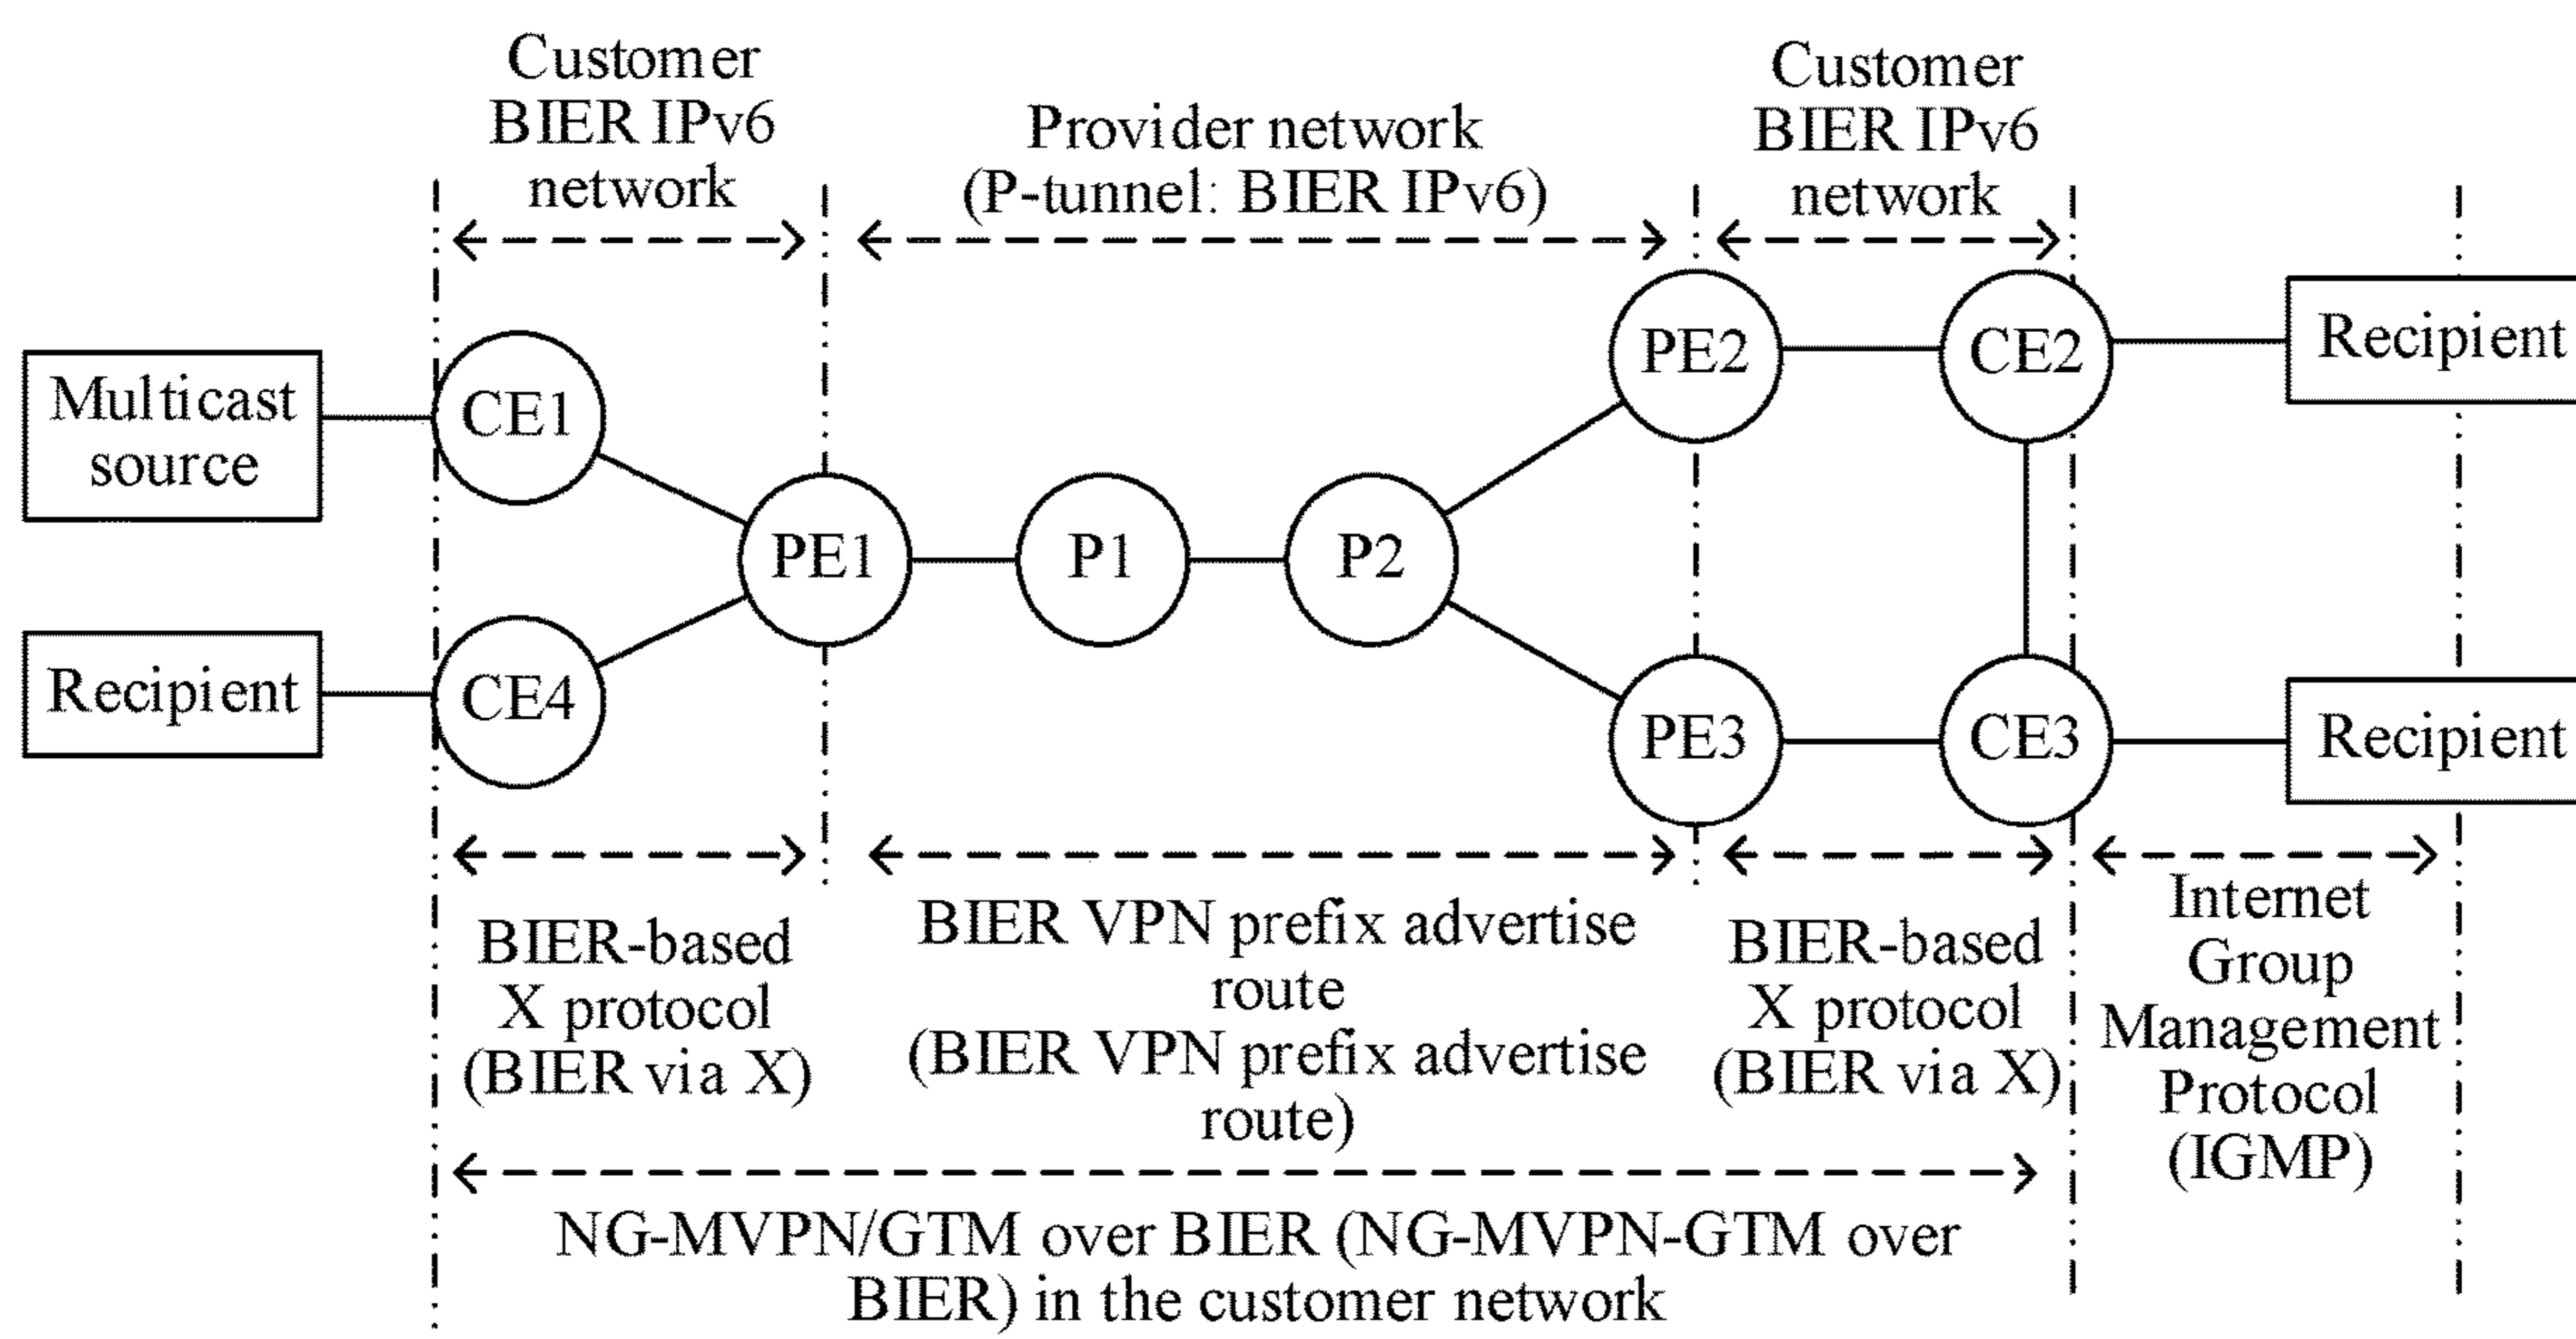 Customer
BIER IPv6
network
Provider network
(P-tunnel: BIER IPv6)
Customer
BIER IPv6
network
Multicast
source
CE1
PE2
CE2
Recipient
PE1
P1
P2
Recipient
CE4
PE3
CE3
Recipient
BIER-based
X protocol
(BIER via X)
BIER VPN prefix advertise
route
(BIER VPN prefix advertise
route)
BIER-based
X protocol
(BIER via X)
Internet
Group
Management
Protocol
(IGMP)
NG-MVPN/GTM over BIER (NG-MVPN-GTM over
BIER) in the customer network